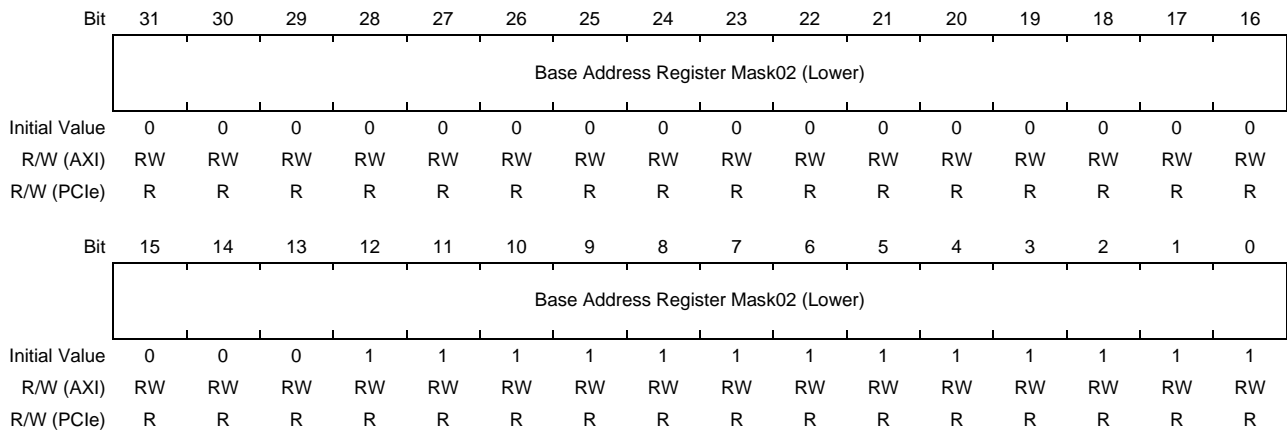 Bit 31 30 29 28 27 26 25 24 23 22 21 20 19 18 17 16
Base Address Register Mask02 (Lower)
Initial Value 0 0 0 0 0 0 0 0 0 0 0 0 0 0 0 0
R/W (AXI) RW RW RW RW RW RW RW RW RW RW RW RW RW RW RW RW
R/W (PCIe) R R R R R R R R R R R R R R R R
Bit 15 14 13 12 11 10 9 8 7 6 5 4 3 2 1 0
Base Address Register Mask02 (Lower)
Initial Value 0 0 0 1 1 1 1 1 1 1 1 1 1 1 1 1
R/W (AXI) RW RW RW RW RW RW RW RW RW RW RW RW RW RW RW RW
R/W (PCIe) R R R R R R R R R R R R R R R R